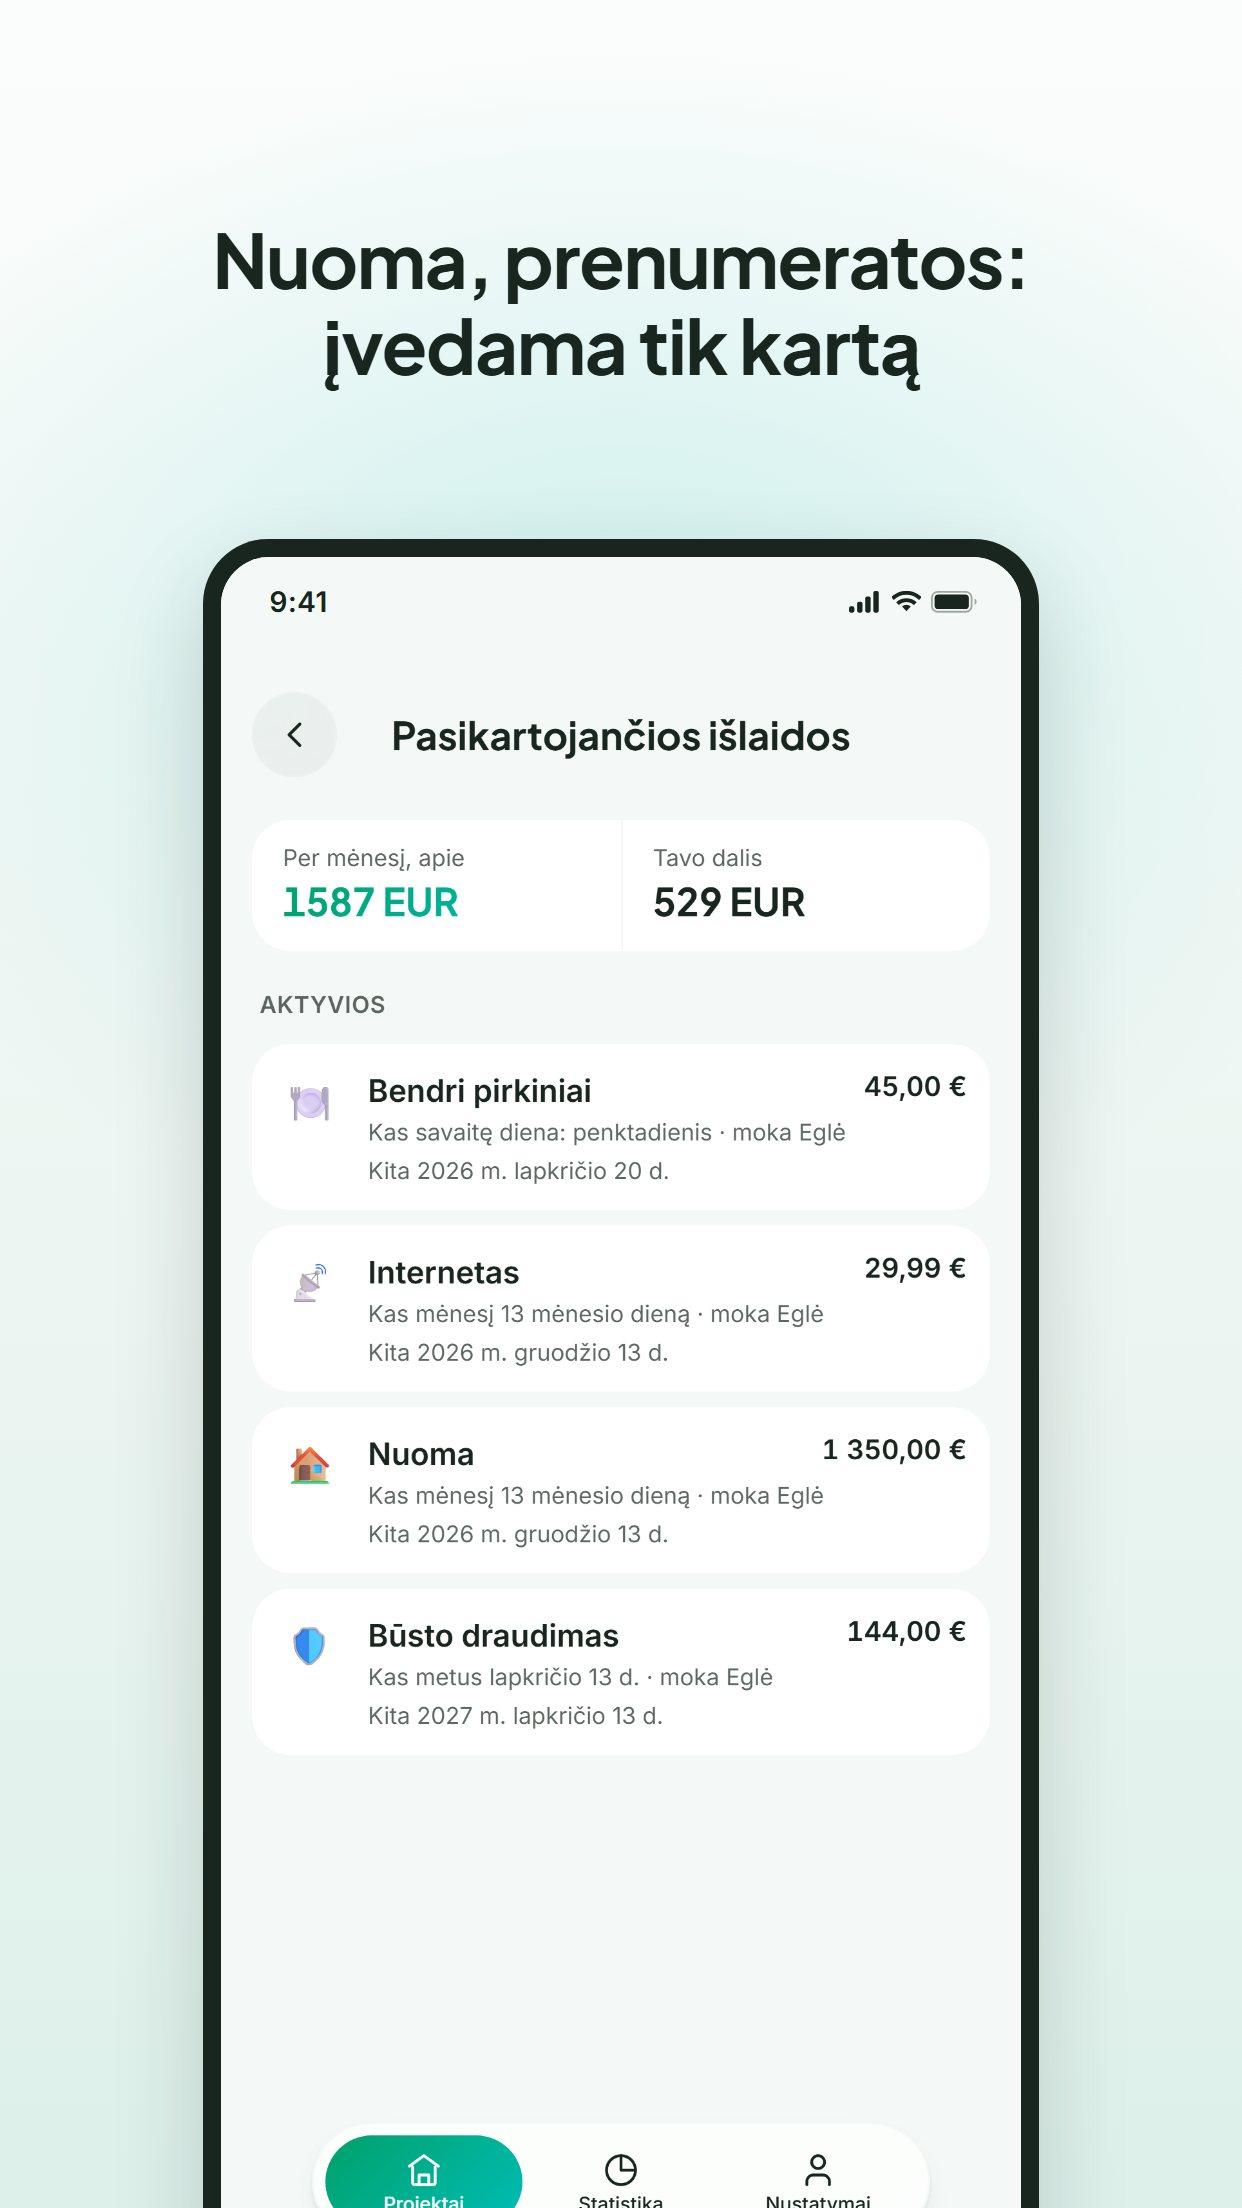 Nuoma, prenumeratos:
įvedama tik kartą
9:41
Pasikartojančios išlaidos
Per mėnesį, apie
1587 EUR
Tavo dalis
529 EUR
AKTYVIOS
Bendri pirkiniai
45,00 €
Kas savaitę diena: penktadienis · moka Eglė
Kita 2026 m. lapkričio 20 d.
Internetas
29,99 €
Kas mėnesį 13 mėnesio dieną · moka Eglė
Kita 2026 m. gruodžio 13 d.
Nuoma
1 350,00 €
Kas mėnesį 13 mėnesio dieną · moka Eglė
Kita 2026 m. gruodžio 13 d.
Būsto draudimas
144,00 €
Kas metus lapkričio 13 d. · moka Eglė
Kita 2027 m. lapkričio 13 d.
Projektai
Statistika
Nustatymai